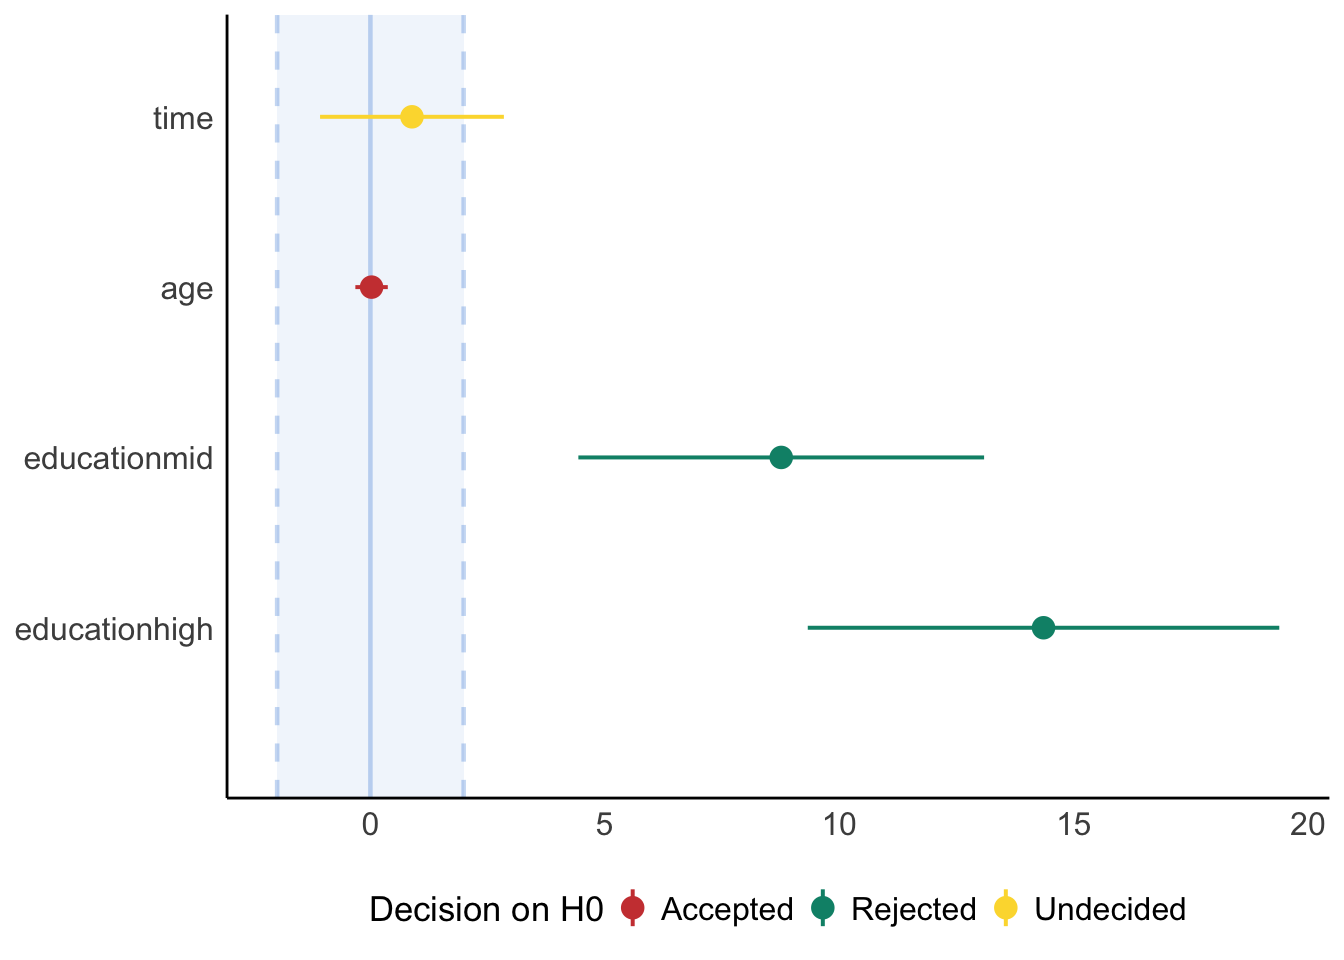 time
age
educationmid
educationhigh
0 5 10 15 20
Decision on H0 Accepted Rejected Undecided